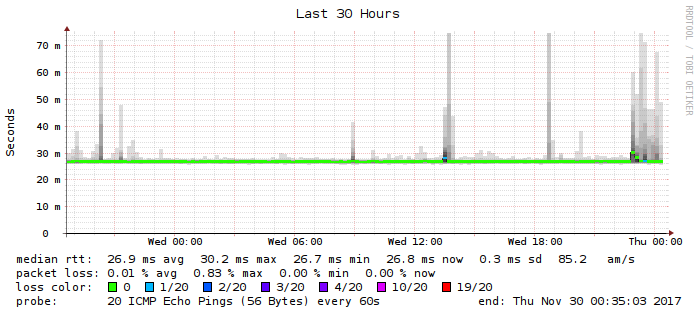 Last 30 Hours
RRDTOOL / TOBI OETIKER
Seconds
70 m
60 m
50 m
40 m
30 m
20 m
10 m
0
Wed 00:00 Wed 06:00 Wed 12:00 Wed 18:00 Thu 00:00
median rtt: 26.9 ms avg 30.2 ms max 26.7 ms min 26.8 ms now 0.3 ms sd 85.2 am/s
packet loss: 0.01 % avg 0.83 % max 0.00 % min 0.00 % now
loss color: 0 1/20 2/20 3/20 4/20 10/20 19/20
probe: 20 ICMP Echo Pings (56 Bytes) every 60s end: Thu Nov 30 00:35:03 2017